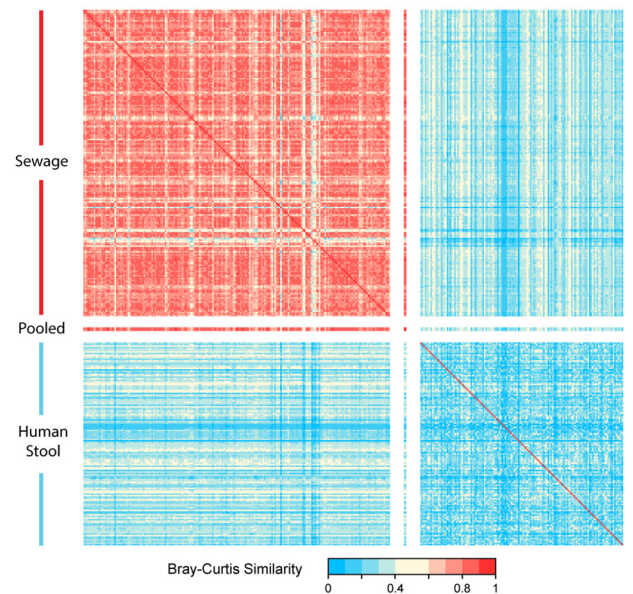 Sewage
Pooled
Human
Stool
Bray-Curtis Similarity
0 0.4 0.8 1